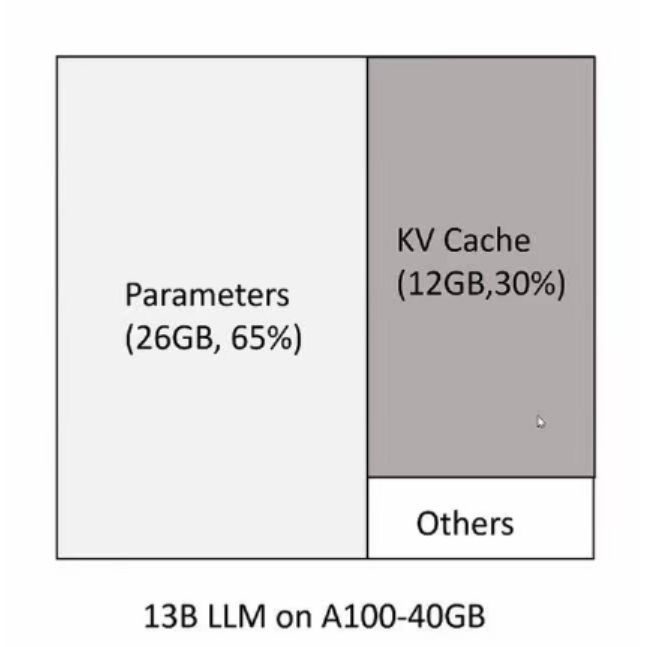 Parameters
(26GB, 65%)
KV Cache
(12GB,30%)
Others
13B LLM on A100-40GB